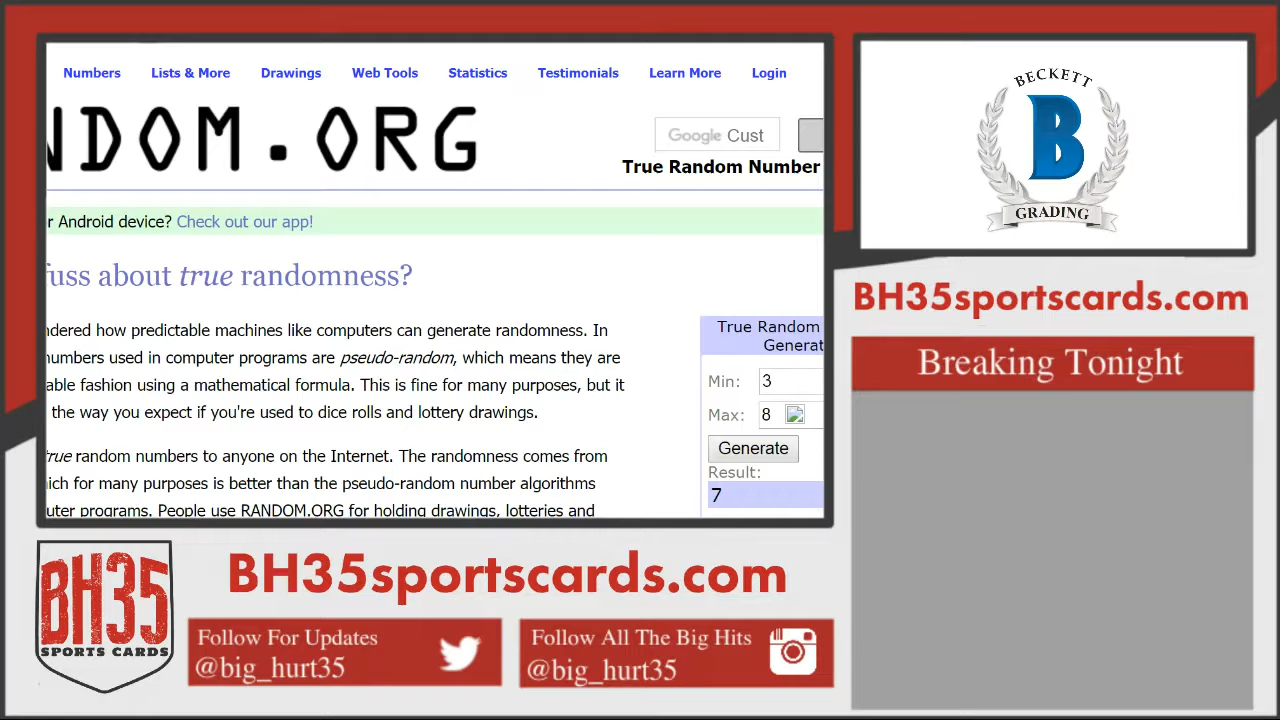 Numbers Lists & More Drawings Web Tools Statistics Testimonials Learn More Login
NDOM.ORG
Google Cust
True Random Number
r Android device? Check out our app!
fuss about true randomness?
ndered how predictable machines like computers can generate randomness. In
numbers used in computer programs are pseudo-random, which means they are
able fashion using a mathematical formula. This is fine for many purposes, but it
the way you expect if you're used to dice rolls and lottery drawings.
true random numbers to anyone on the Internet. The randomness comes from
ich for many purposes is better than the pseudo-random number algorithms
uter programs. People use RANDOM.ORG for holding drawings, lotteries and
True Random
Generat
Min: 3
Max: 8
Generate
Result:
7
BECKETT
B
GRADING
BH35sportscards.com
Breaking Tonight
BH35
SPORTS CARDS
BH35sportscards.com
Follow For Updates
@big_hurt35
Follow All The Big Hits
@big_hurt35